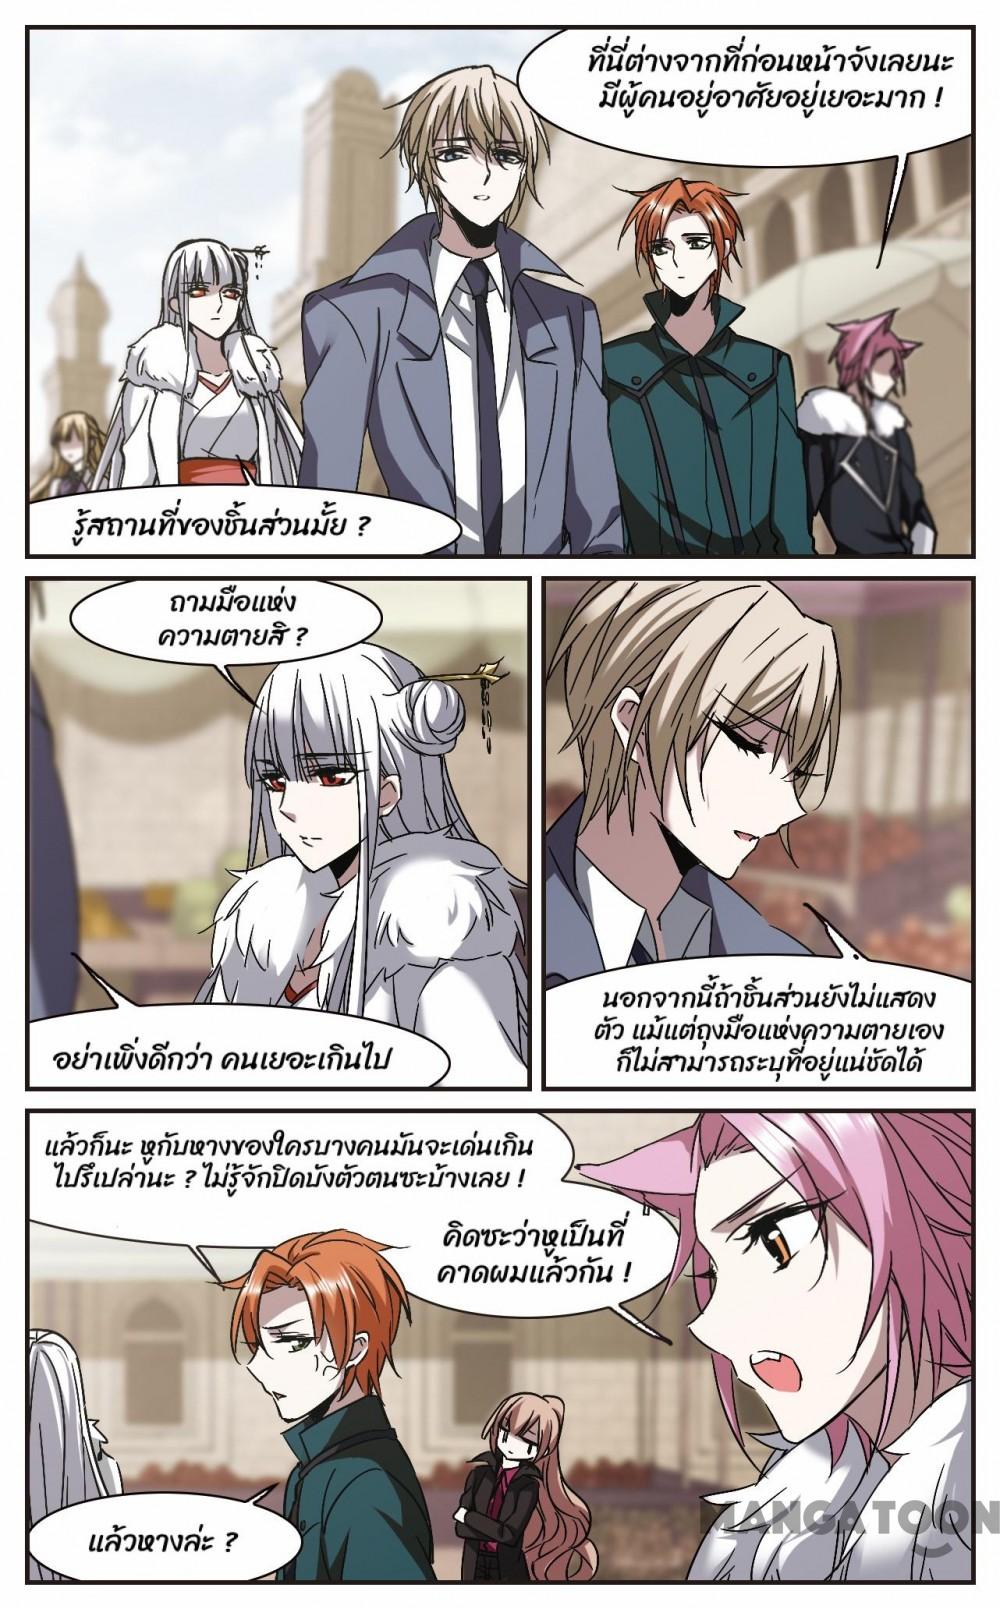 ที่นี่ต่างจากที่ก่อนหน้าจังเลยนะ
มีผู้คนอยู่อาศัยอยู่เยอะมาก !
รู้สถานที่ของชิ้นส่วนมั้ย ?
ถามมือแห่ง
ความตายสิ ?
อย่าเพิ่งดีกว่า คนเยอะเกินไป
นอกจากนี้ถ้าชิ้นส่วนยังไม่แสดง
ตัว แม้แต่ถุงมือแห่งความตายเอง
ก็ไม่สามารถระบุที่อยู่แน่ชัดได้
แล้วก็นะ หูกับหางของใครบางคนมันจะเด่นเกิน
ไปรึเปล่านะ ? ไม่รู้จักปิดบังตัวตนซะบ้างเลย !
คิดซะว่าหูเป็นที่
คาดผมแล้วกัน !
แล้วหางล่ะ ?
MANGATOON